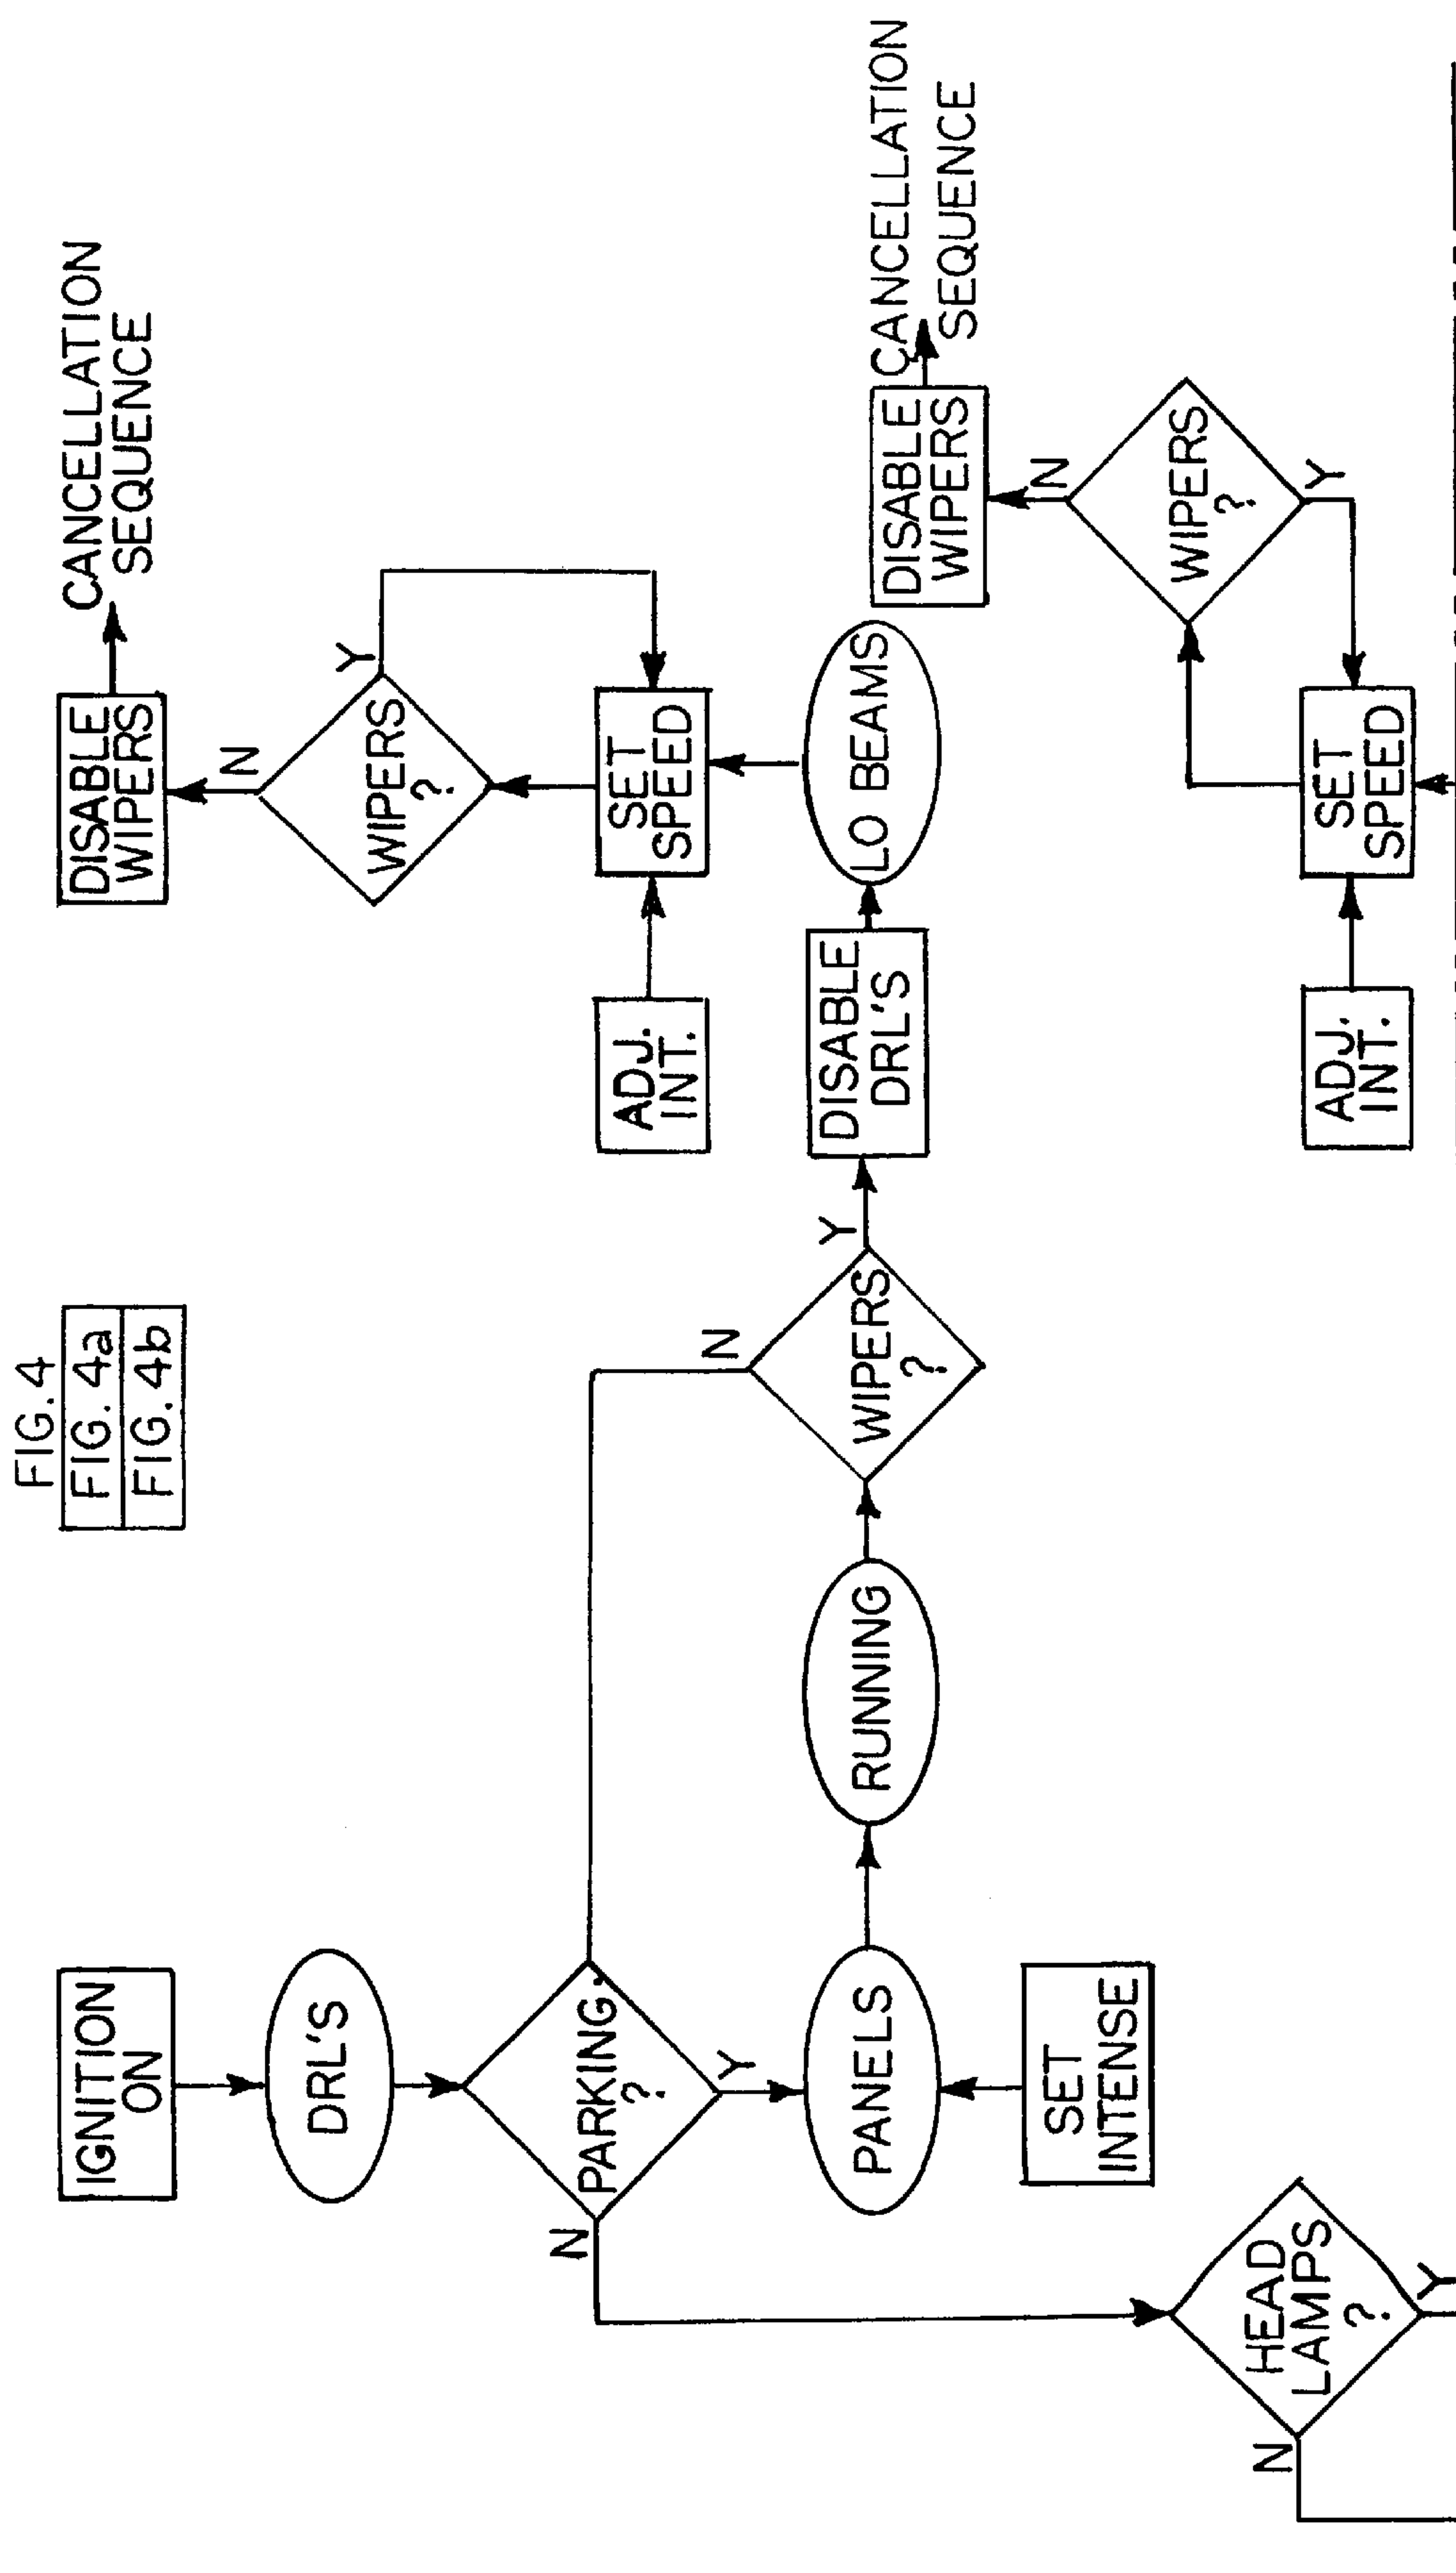 FIG. 4
FIG. 4a
FIG. 4b
IGNITION
ON
DRL'S
PARKING
?
N
Y
PANELS
SET
INTENSE
RUNNING
WIPERS
?
N
Y
DISABLE
DRL'S
LO BEAMS
ADJ.
INT.
SET
SPEED
WIPERS
?
Y
N
DISABLE
WIPERS
CANCELLATION
SEQUENCE
HEAD
LAMPS
?
N
Y
ADJ.
INT.
SET
SPEED
WIPERS
?
Y
N
DISABLE
WIPERS
CANCELLATION
SEQUENCE